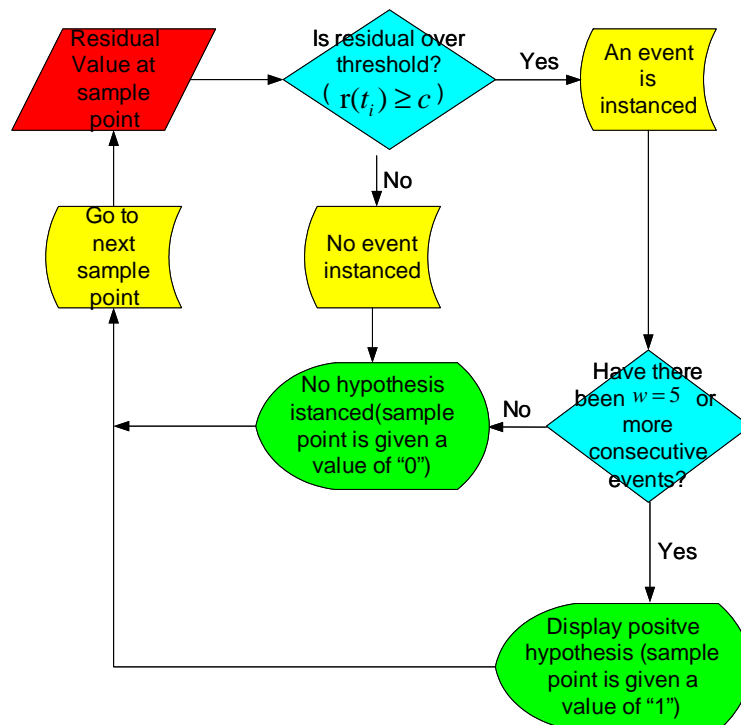 Residual
Value at
sample
point
Is residual over
threshold?
( r(t_i) ≥ c )
Yes
An event
is
instanced
No
Go to
next
sample
point
No event
instanced
No hypothesis
istanced(sample
point is given a
value of “0”)
No
Have there
been w = 5 or
more
consecutive
events?
Yes
Display positve
hypothesis (sample
point is given a
value of “1”)